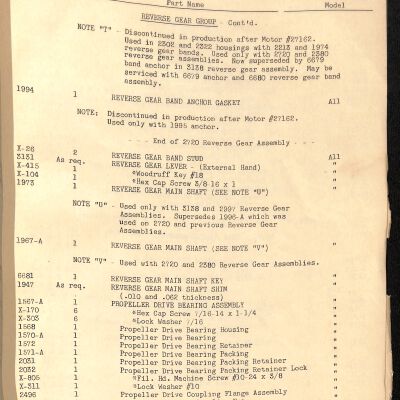 Part Name Model
REVERSE GEAR GROUP - Cont'd.
NOTE "T" - Discontinued in production after Motor #27162.
Used in 2302 and 2322 housings with 2213 and 1974
reverse gear bands. Used only with 2720 and 2380
reverse gear assemblies. Now superseded by 6679
band anchor in 3138 reverse gear assembly. May be
serviced with 6679 anchor and 6680 reverse gear band
assembly.
1994 1 REVERSE GEAR BAND ANCHOR GASKET All
NOTE: Discontinued in production after Motor #27162.
Used only with 1995 anchor.
- - - End of 2720 Reverse Gear Assembly - - -
X-26 2 REVERSE GEAR BAND STUD All
3131 As req. REVERSE GEAR LEVER - (External Hand) "
X-415 1 *Woodruff Key #18 "
X-104 1 *Hex Cap Screw 3/8-16 x 1 "
1973 1 REVERSE GEAR MAIN SHAFT (SEE NOTE "U") "
NOTE "U" - Used only with 3138 and 2997 Reverse Gear
Assemblies. Supersedes 1996-A which was
used on 2720 and previous Reverse Gear
Assemblies.
1967-A 1 REVERSE GEAR MAIN SHAFT (SEE NOTE "V") "
NOTE "V" - Used with 2720 and 2380 Reverse Gear Assemblies.
6681 1 REVERSE GEAR MAIN SHAFT KEY "
1947 As req. REVERSE GEAR MAIN SHAFT SHIM "
(.010 and .062 thickness)
1567-A 1 PROPELLER DRIVE BEARING ASSEMBLY "
X-170 6 *Hex Cap Screw 7/16-14 x 1-1/4 "
X-303 6 *Lock Washer 7/16 "
1568 1 Propeller Drive Bearing Housing "
1570-A 1 Propeller Drive Bearing "
1572 1 Propeller Drive Bearing Retainer "
1571-A 1 Propeller Drive Bearing Packing "
2031 1 Propeller Drive Bearing Packing Retainer "
2032 1 Propeller Drive Bearing Packing Retainer Lock "
X-805 1 *Fil. Hd. Machine Screw #10-24 x 3/8 "
X-311 1 *Lock Washer #10 "
2496 1 Propeller Drive Coupling Flange Assembly "